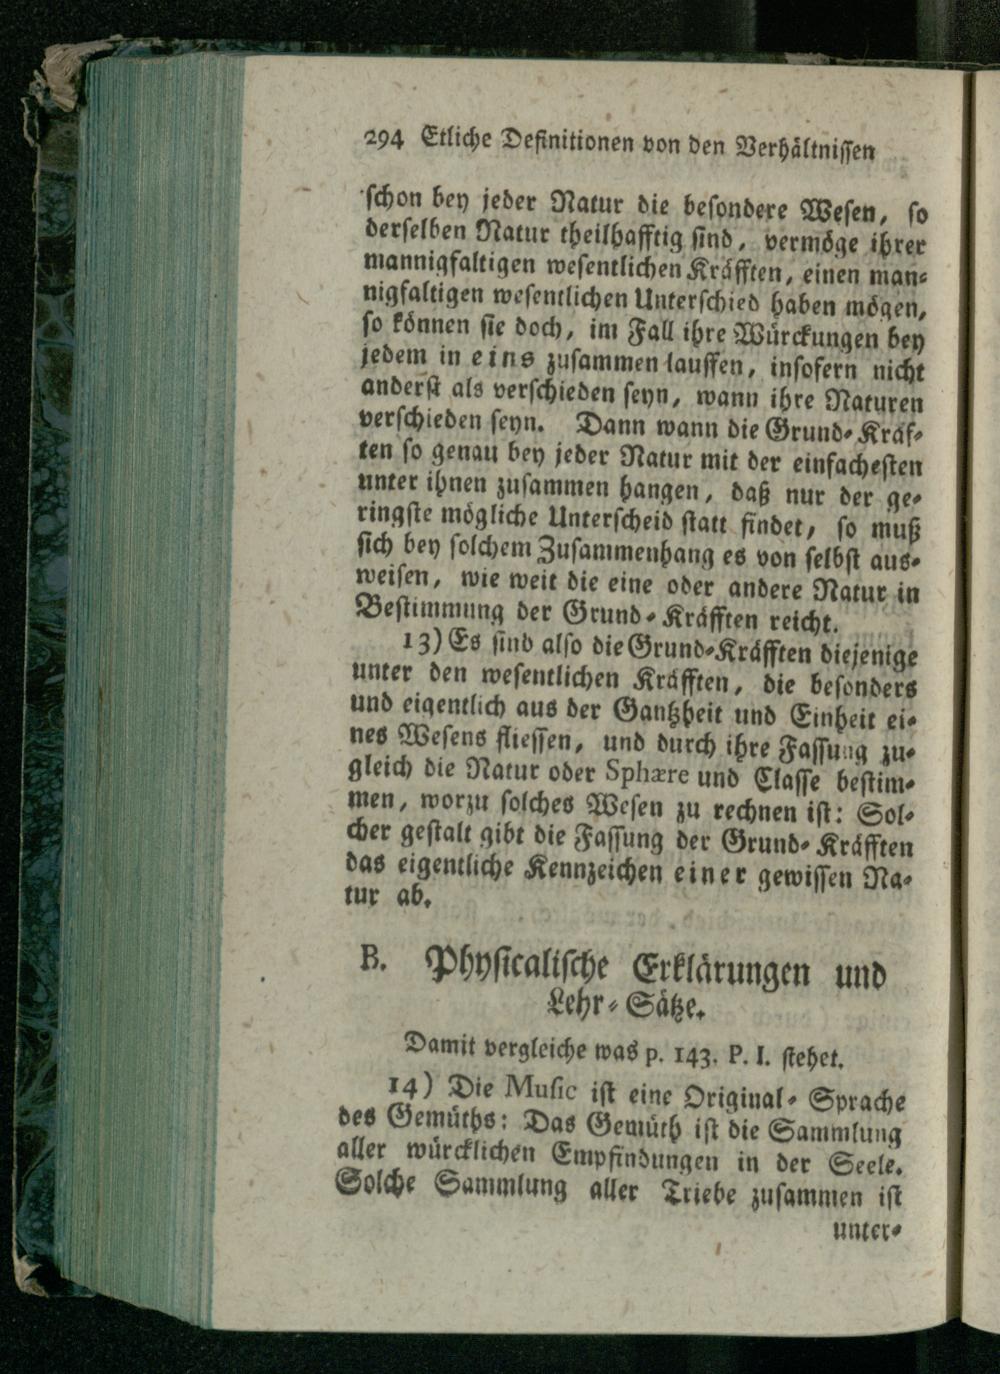 294 Etliche Definitionen von den Verhältnissen
schon bey jeder Natur die besondere Wesen, so
derselben Natur theilhafftig sind, vermöge ihrer
mannigfaltigen wesentlichen Kräfften, einen man-
nigfaltigen wesentlichen Unterschied haben mögen,
so können sie doch, im Fall ihre Würckungen bey
jedem in eins zusammen lauffen, insofern nicht
anderst als verschieden seyn, wann ihre Naturen
verschieden seyn. Dann wann die Grund-Kräf-
ten so genau bey jeder Natur mit der einfachesten
unter ihnen zusammen hangen, daß nur der ge-
ringste mögliche Unterscheid statt findet, so muß
sich bey solchem Zusammenhang es von selbst aus-
weisen, wie weit die eine oder andere Natur in
Bestimmung der Grund-Kräfften reicht.
13) Es sind also die Grund-Kräfften diejenige
unter den wesentlichen Kräfften, die besonders
und eigentlich aus der Gantzheit und Einheit ei-
nes Wesens fliessen, und durch ihre Fassung zu-
gleich die Natur oder Sphære und Classe bestim-
men, worzu solches Wesen zu rechnen ist: Sol-
cher gestalt gibt die Fassung der Grund-Kräfften
das eigentliche Kennzeichen einer gewissen Na-
tur ab.
B. Physicalische Erklärungen und
Lehr-Sätze.
Damit vergleiche was p. 143. P. I. stehet.
14) Die Music ist eine Original-Sprache
des Gemüths: Das Gemüth ist die Sammlung
aller würcklichen Empfindungen in der Seele.
Solche Sammlung aller Triebe zusammen ist
unter-